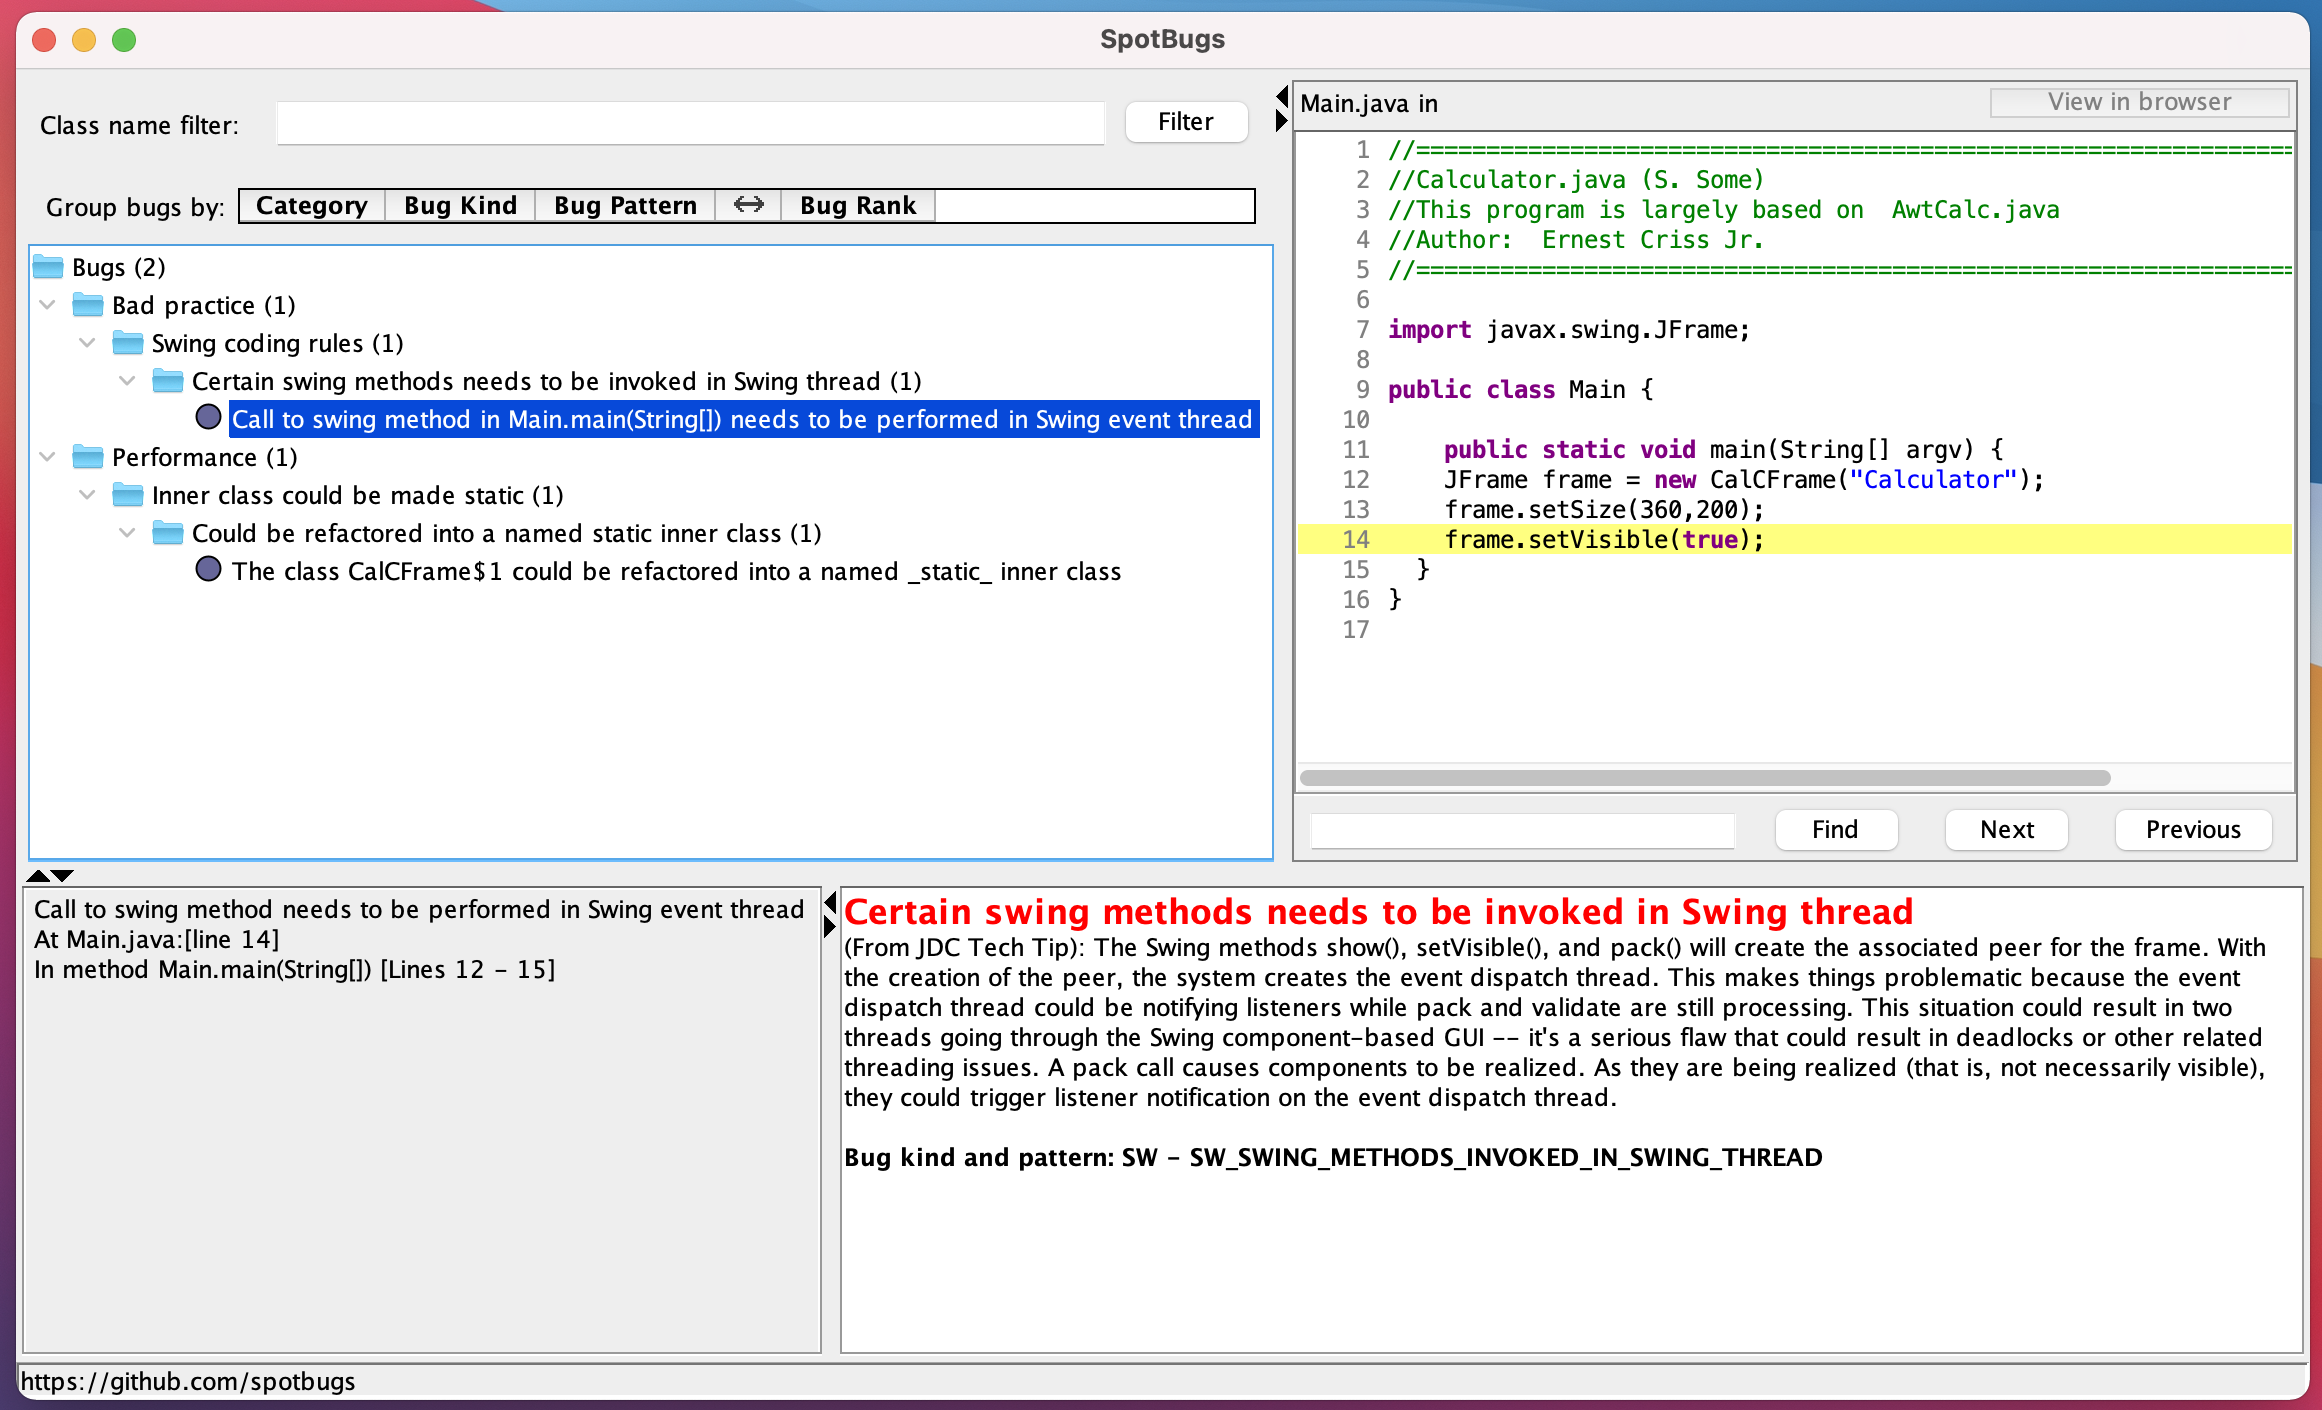 SpotBugs
Class name filter:
Filter
Group bugs by: Category Bug Kind Bug Pattern ↔ Bug Rank
Bugs (2)
Bad practice (1)
Swing coding rules (1)
Certain swing methods needs to be invoked in Swing thread (1)
Call to swing method in Main.main(String[]) needs to be performed in Swing event thread
Performance (1)
Inner class could be made static (1)
Could be refactored into a named static inner class (1)
The class CalCFrame$1 could be refactored into a named _static_ inner class
Main.java in
View in browser
1 //===============================================================
2 //Calculator.java (S. Some)
3 //This program is largely based on  AwtCalc.java
4 //Author:  Ernest Criss Jr.
5 //===============================================================
6
7 import javax.swing.JFrame;
8
9 public class Main {
10
11     public static void main(String[] argv) {
12     JFrame frame = new CalCFrame("Calculator");
13     frame.setSize(360,200);
14     frame.setVisible(true);
15   }
16 }
17
Find Next Previous
Call to swing method needs to be performed in Swing event thread
At Main.java:[line 14]
In method Main.main(String[]) [Lines 12 - 15]
Certain swing methods needs to be invoked in Swing thread
(From JDC Tech Tip): The Swing methods show(), setVisible(), and pack() will create the associated peer for the frame. With
the creation of the peer, the system creates the event dispatch thread. This makes things problematic because the event
dispatch thread could be notifying listeners while pack and validate are still processing. This situation could result in two
threads going through the Swing component-based GUI -- it's a serious flaw that could result in deadlocks or other related
threading issues. A pack call causes components to be realized. As they are being realized (that is, not necessarily visible),
they could trigger listener notification on the event dispatch thread.
Bug kind and pattern: SW - SW_SWING_METHODS_INVOKED_IN_SWING_THREAD
https://github.com/spotbugs